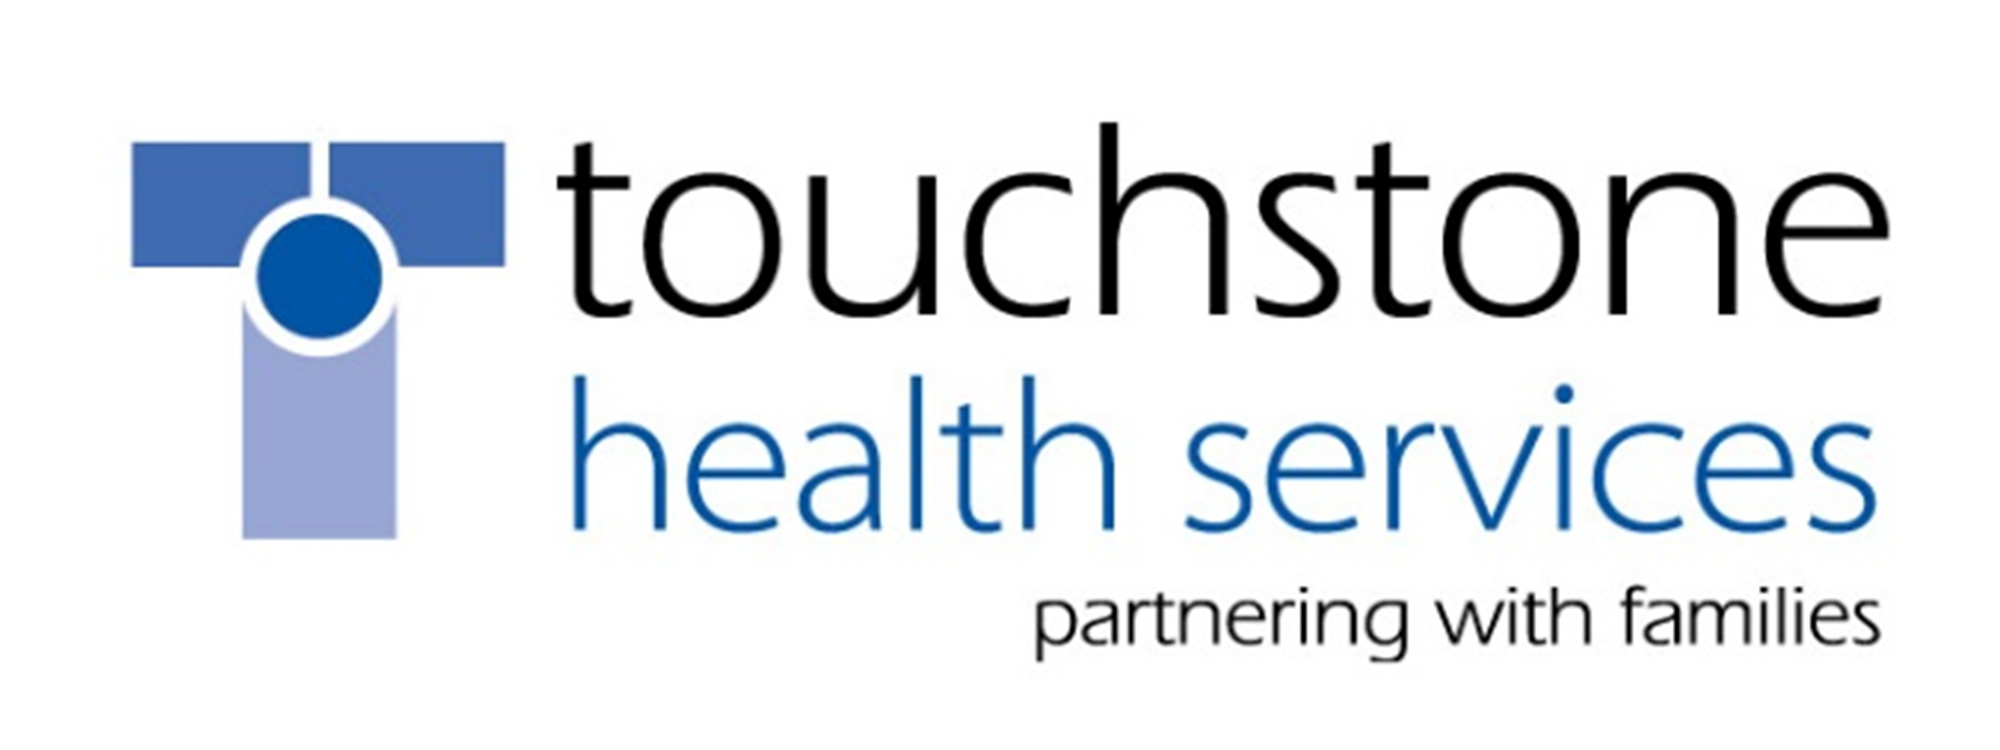 touchstone
health services
partnering with families